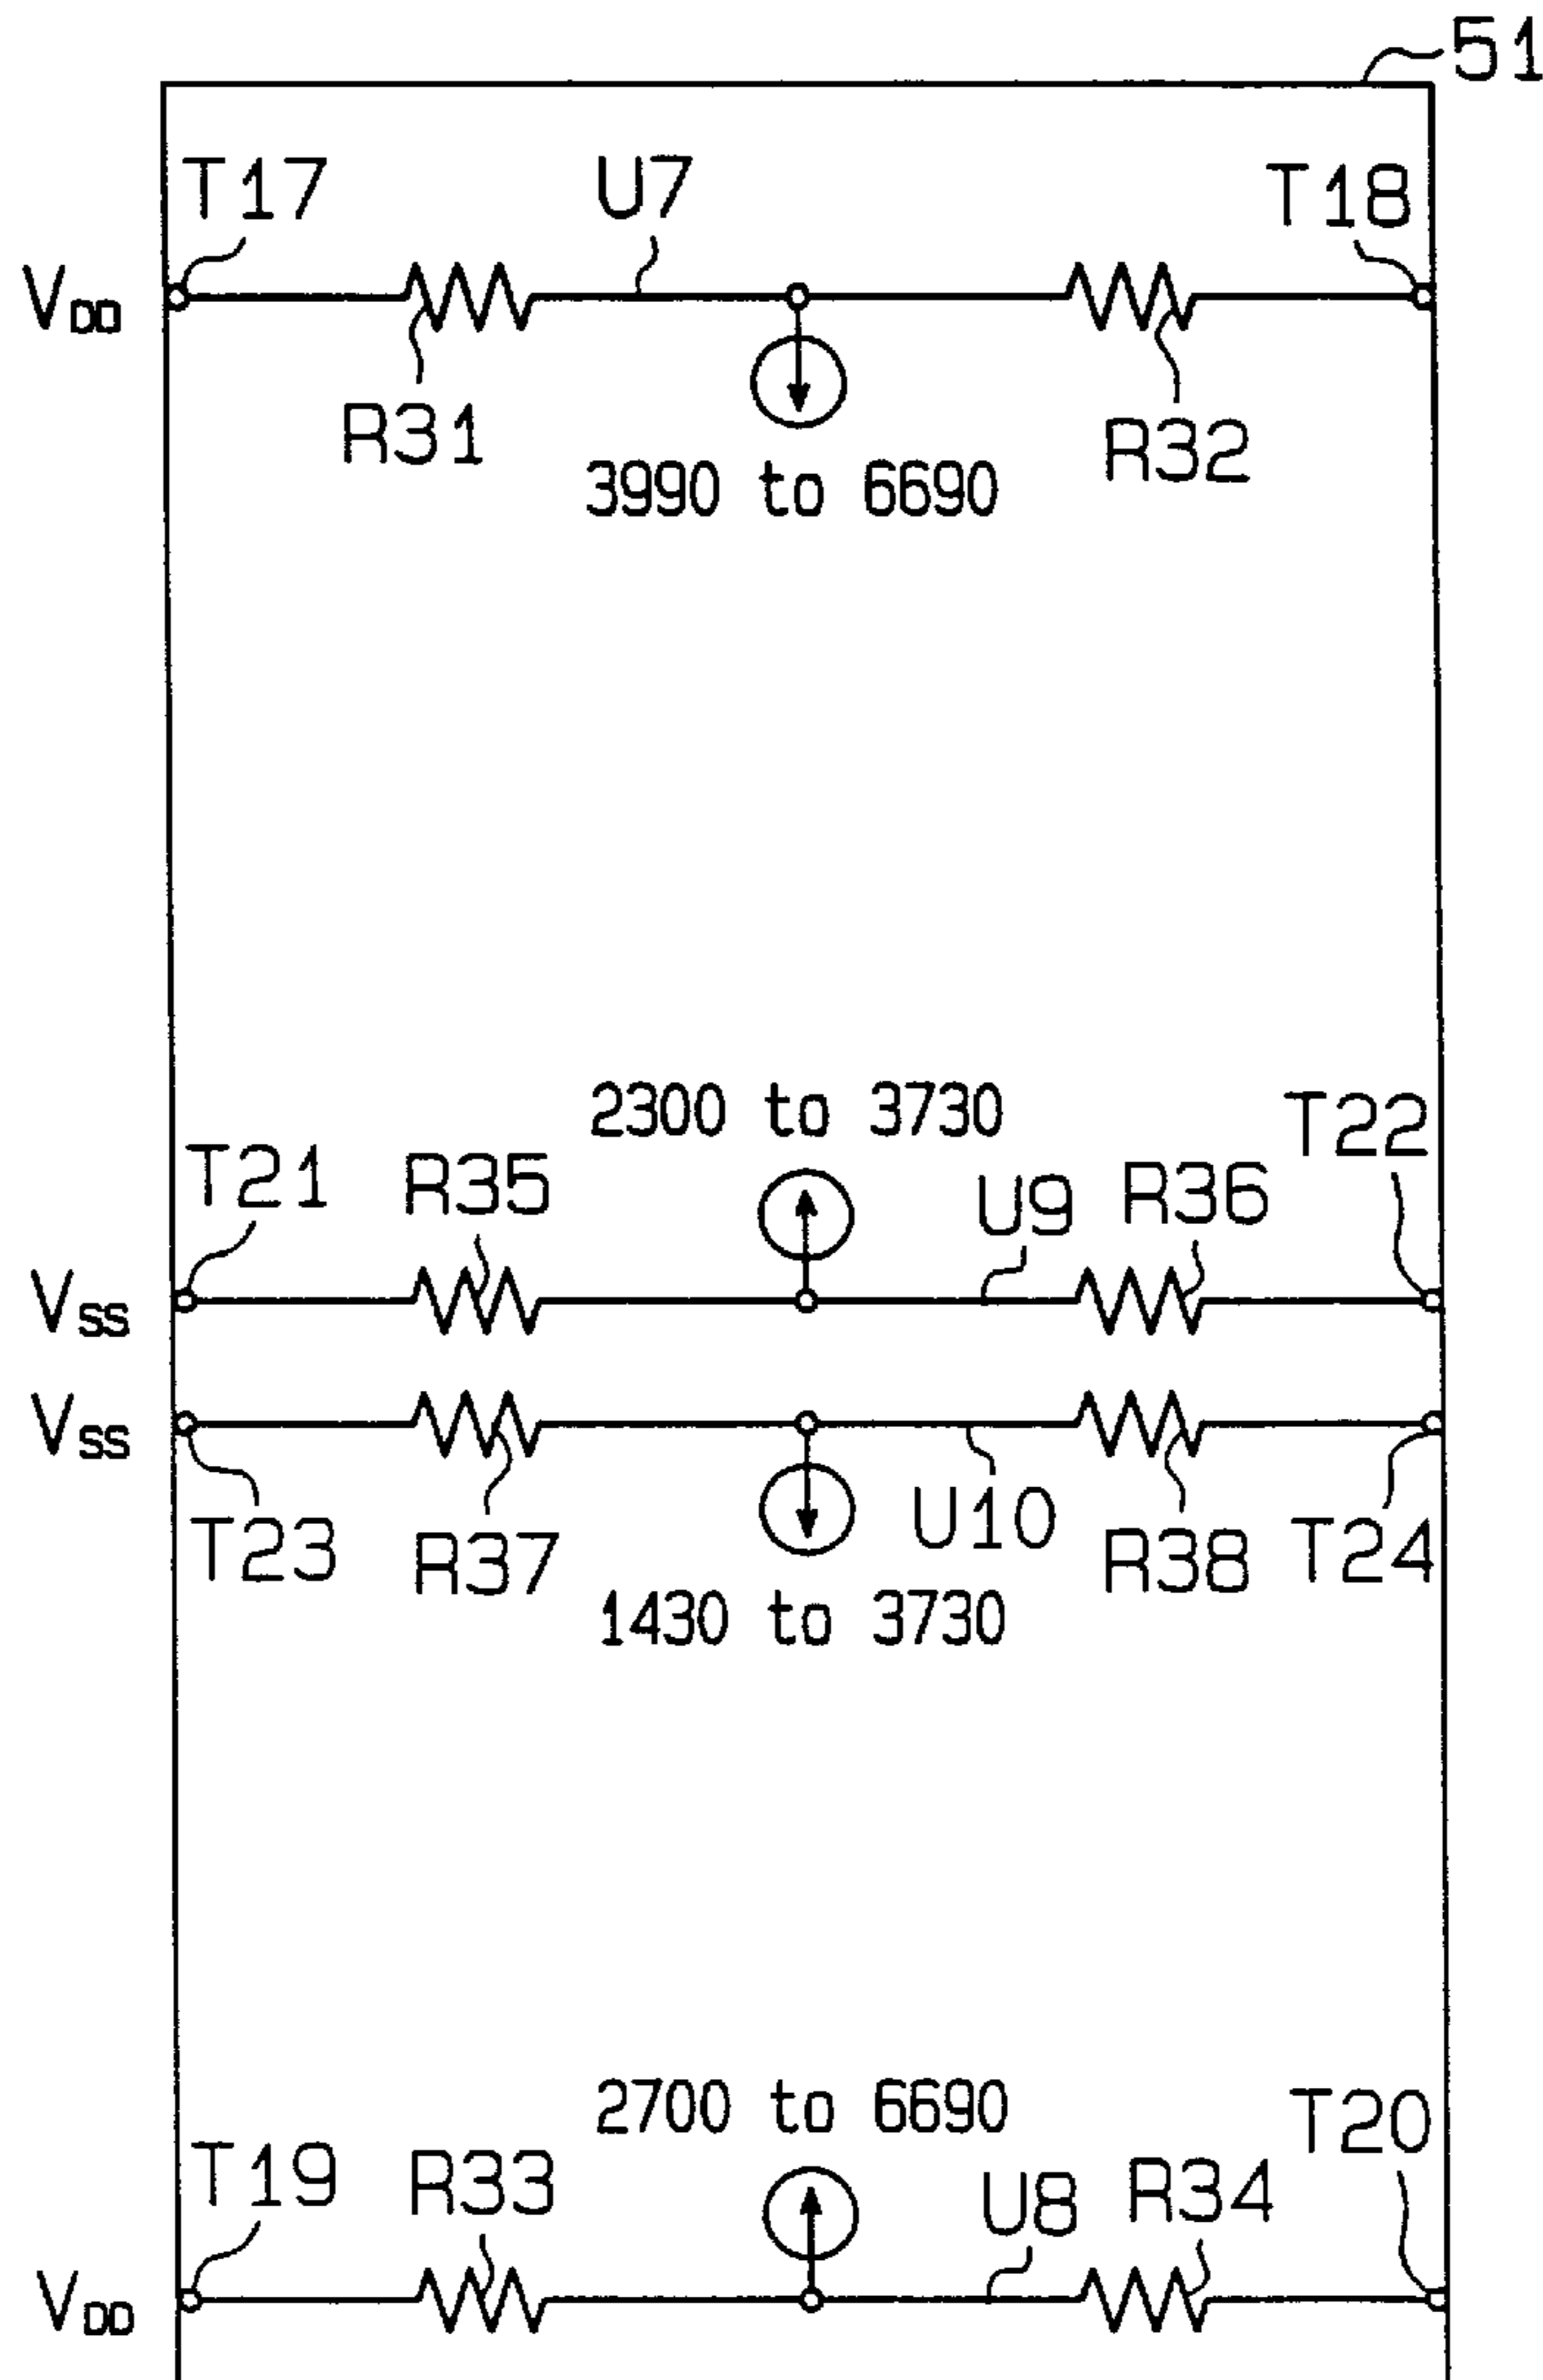 51
T17 U7 T18
VDD
R31 R32
3990 to 6690
2300 to 3730
T21 R35 U9 R36 T22
VSS
VSS
T23 R37 U10 R38 T24
1430 to 3730
2700 to 6690
T19 R33 U8 R34 T20
VDD